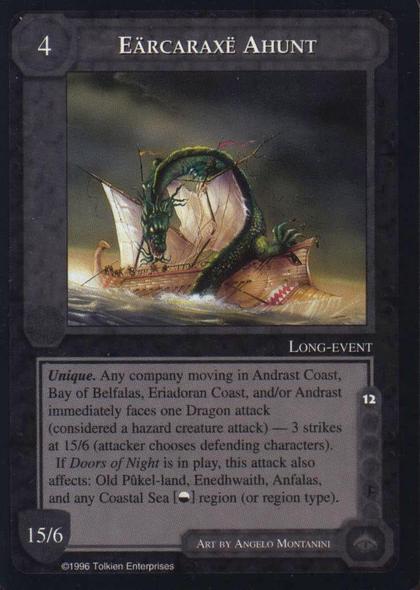 4
EÄRCARAXË AHUNT
LONG-EVENT
Unique. Any company moving in Andrast Coast,
Bay of Belfalas, Eriadoran Coast, and/or Andrast
immediately faces one Dragon attack
(considered a hazard creature attack) — 3 strikes
at 15/6 (attacker chooses defending characters).
If Doors of Night is in play, this attack also
affects: Old Pûkel-land, Enedhwaith, Anfalas,
and any Coastal Sea [] region (or region type).
12
F
15/6
ART BY ANGELO MONTANINI
©1996 Tolkien Enterprises